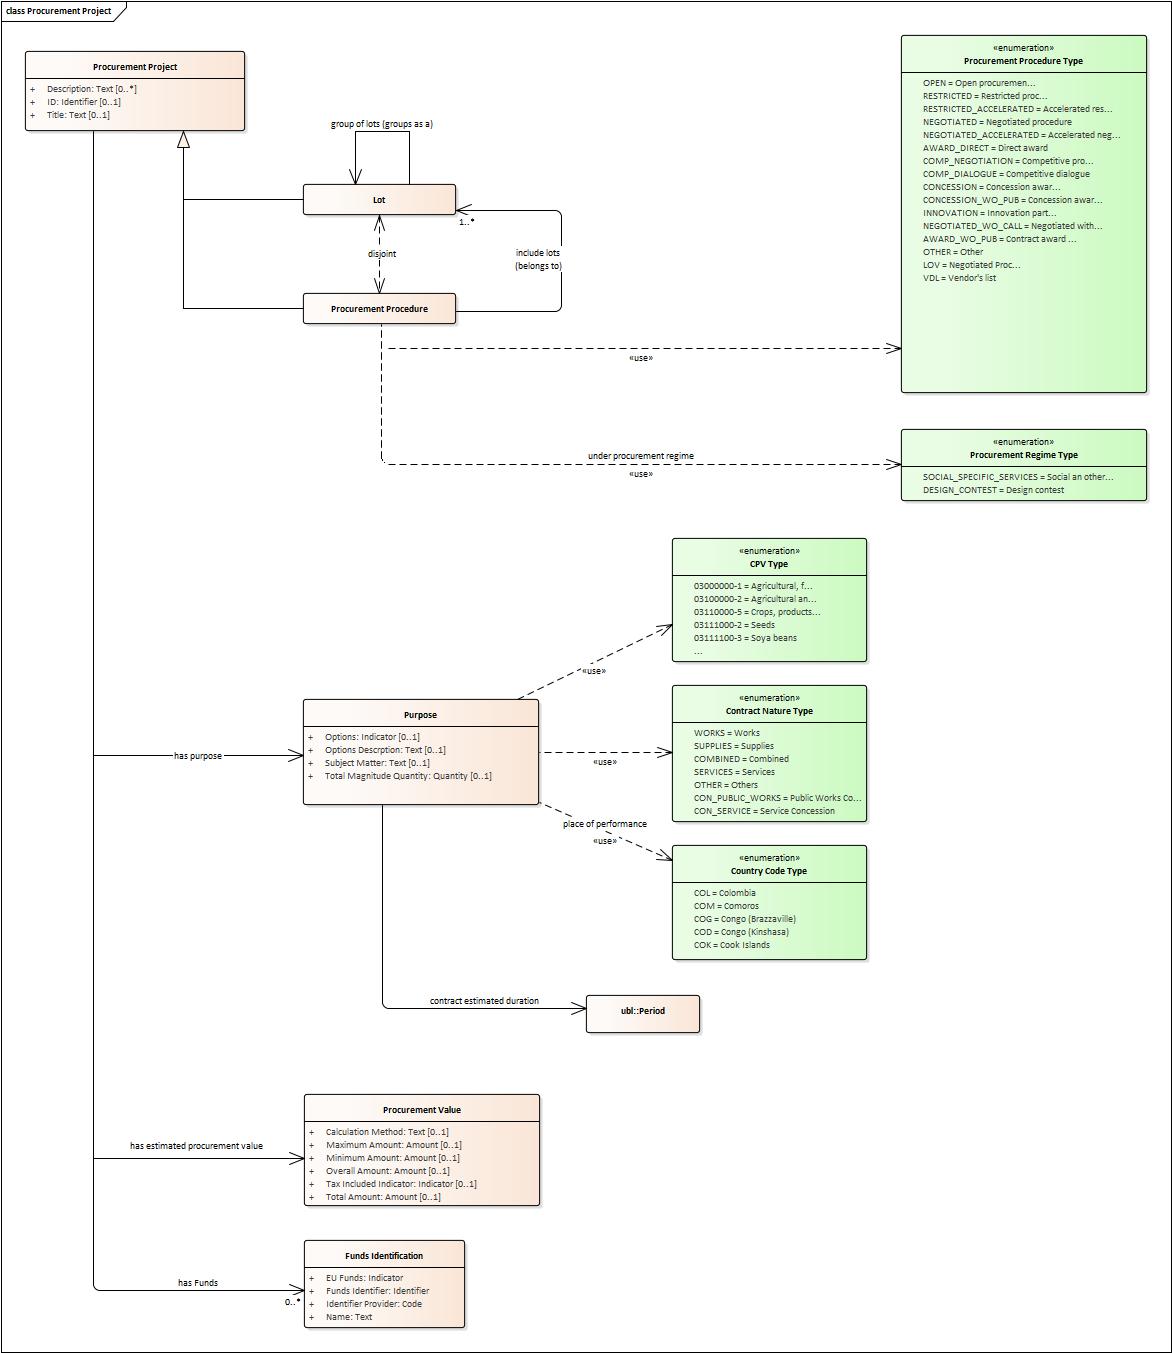 class Procurement Project
Procurement Project
+ Description: Text [0..*]
+ ID: Identifier [0..1]
+ Title: Text [0..1]
group of lots (groups as a)
Lot
1..*
disjoint
include lots
(belongs to)
Procurement Procedure
«enumeration»
Procurement Procedure Type
OPEN = Open procuremen...
RESTRICTED = Restricted proc...
RESTRICTED_ACCELERATED = Accelerated res...
NEGOTIATED = Negotiated procedure
NEGOTIATED_ACCELERATED = Accelerated neg...
AWARD_DIRECT = Direct award
COMP_NEGOTIATION = Competitive pro...
COMP_DIALOGUE = Competitive dialogue
CONCESSION = Concession awar...
CONCESSION_WO_PUB = Concession awar...
INNOVATION = Innovation part...
NEGOTIATED_WO_CALL = Negotiated with...
AWARD_WO_PUB = Contract award ...
OTHER = Other
LOV = Negotiated Proc...
VDL = Vendor's list
«use»
under procurement regime
«use»
«enumeration»
Procurement Regime Type
SOCIAL_SPECIFIC_SERVICES = Social an other...
DESIGN_CONTEST = Design contest
«enumeration»
CPV Type
03000000-1 = Agricultural, f...
03100000-2 = Agricultural an...
03110000-5 = Crops, products...
03111000-2 = Seeds
03111100-3 = Soya beans
...
«use»
has purpose
Purpose
+ Options: Indicator [0..1]
+ Options Descrption: Text [0..1]
+ Subject Matter: Text [0..1]
+ Total Magnitude Quantity: Quantity [0..1]
«use»
«enumeration»
Contract Nature Type
WORKS = Works
SUPPLIES = Supplies
COMBINED = Combined
SERVICES = Services
OTHER = Others
CON_PUBLIC_WORKS = Public Works Co...
CON_SERVICE = Service Concession
place of performance
«use»
«enumeration»
Country Code Type
COL = Colombia
COM = Comoros
COG = Congo (Brazzaville)
COD = Congo (Kinshasa)
COK = Cook Islands
contract estimated duration
ubl::Period
has estimated procurement value
Procurement Value
+ Calculation Method: Text [0..1]
+ Maximum Amount: Amount [0..1]
+ Minimum Amount: Amount [0..1]
+ Overall Amount: Amount [0..1]
+ Tax Included Indicator: Indicator [0..1]
+ Total Amount: Amount [0..1]
has Funds
0..*
Funds Identification
+ EU Funds: Indicator
+ Funds Identifier: Identifier
+ Identifier Provider: Code
+ Name: Text